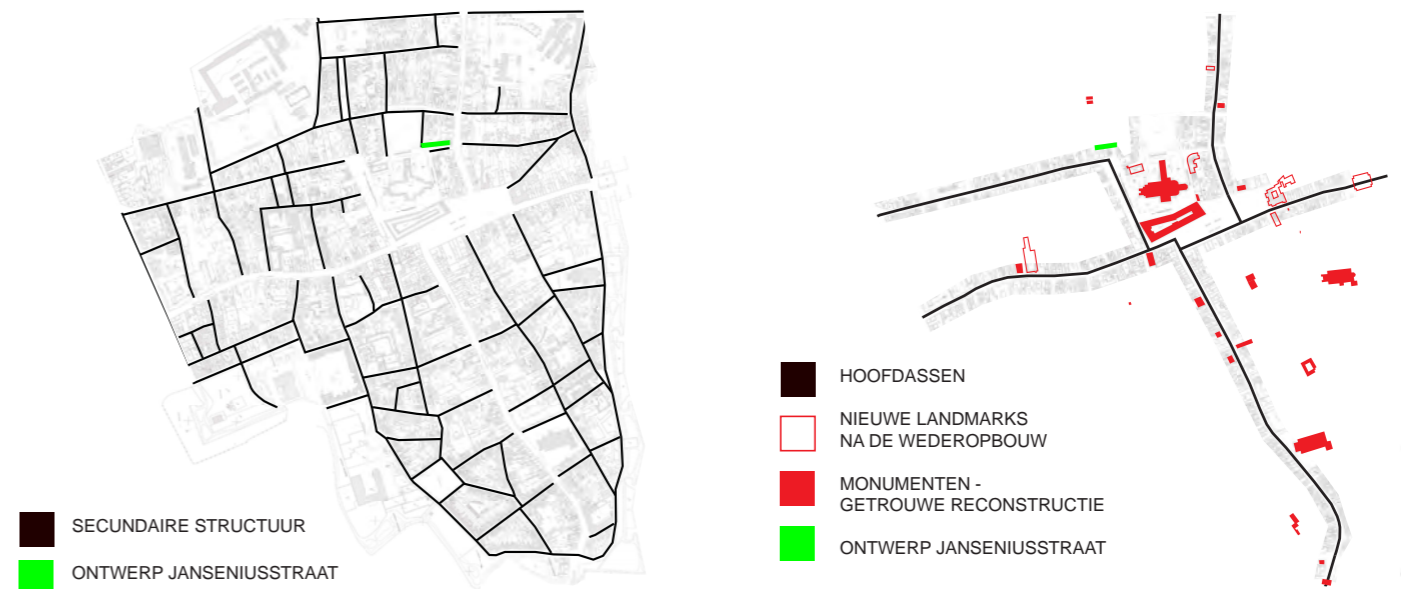 SECUNDAIRE STRUCTUUR
ONTWERP JANSENIUSSTRAAT
HOOFDASSEN
NIEUWE LANDMARKS
NA DE WEDEROPBOUW
MONUMENTEN -
GETROUWE RECONSTRUCTIE
ONTWERP JANSENIUSSTRAAT